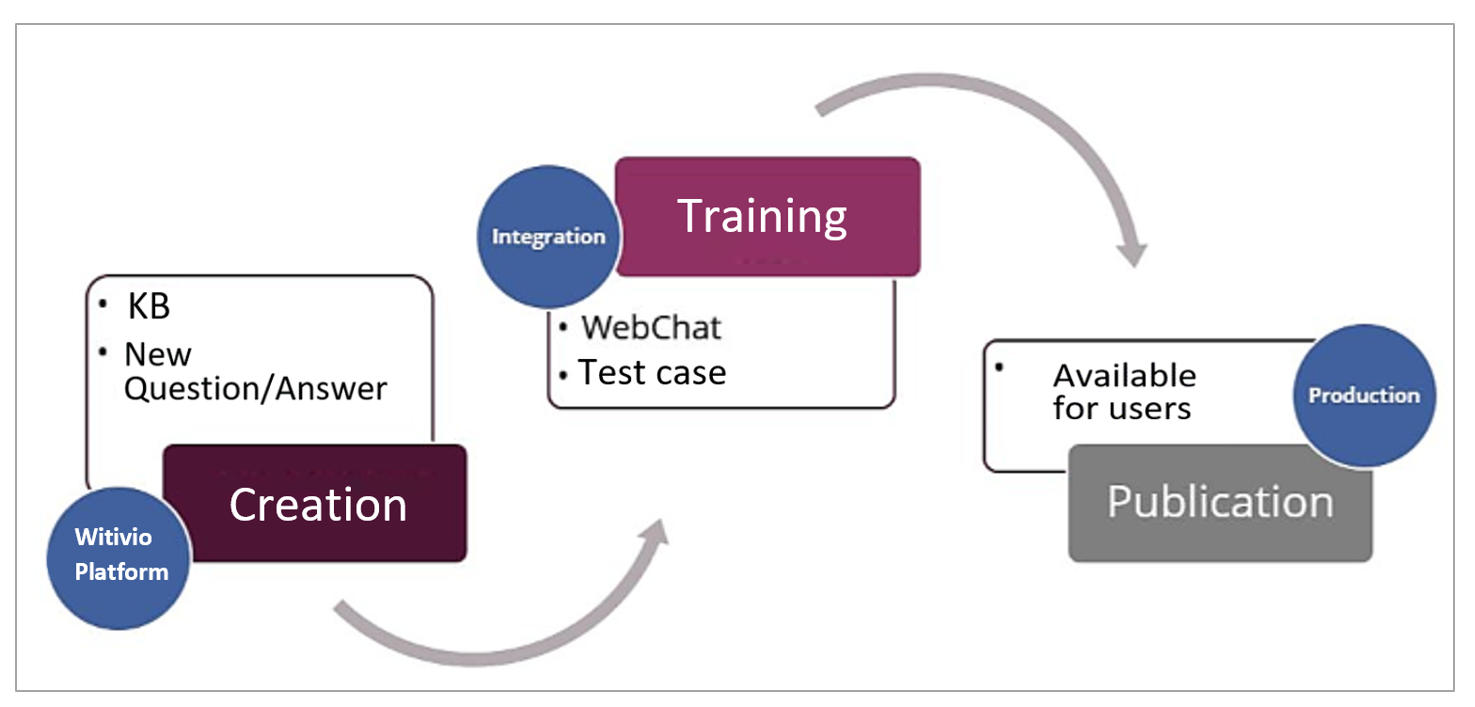 • KB
• New
Question/Answer
Creation
Witivio
Platform
Integration
Training
• WebChat
• Test case
• Available
for users
Production
Publication